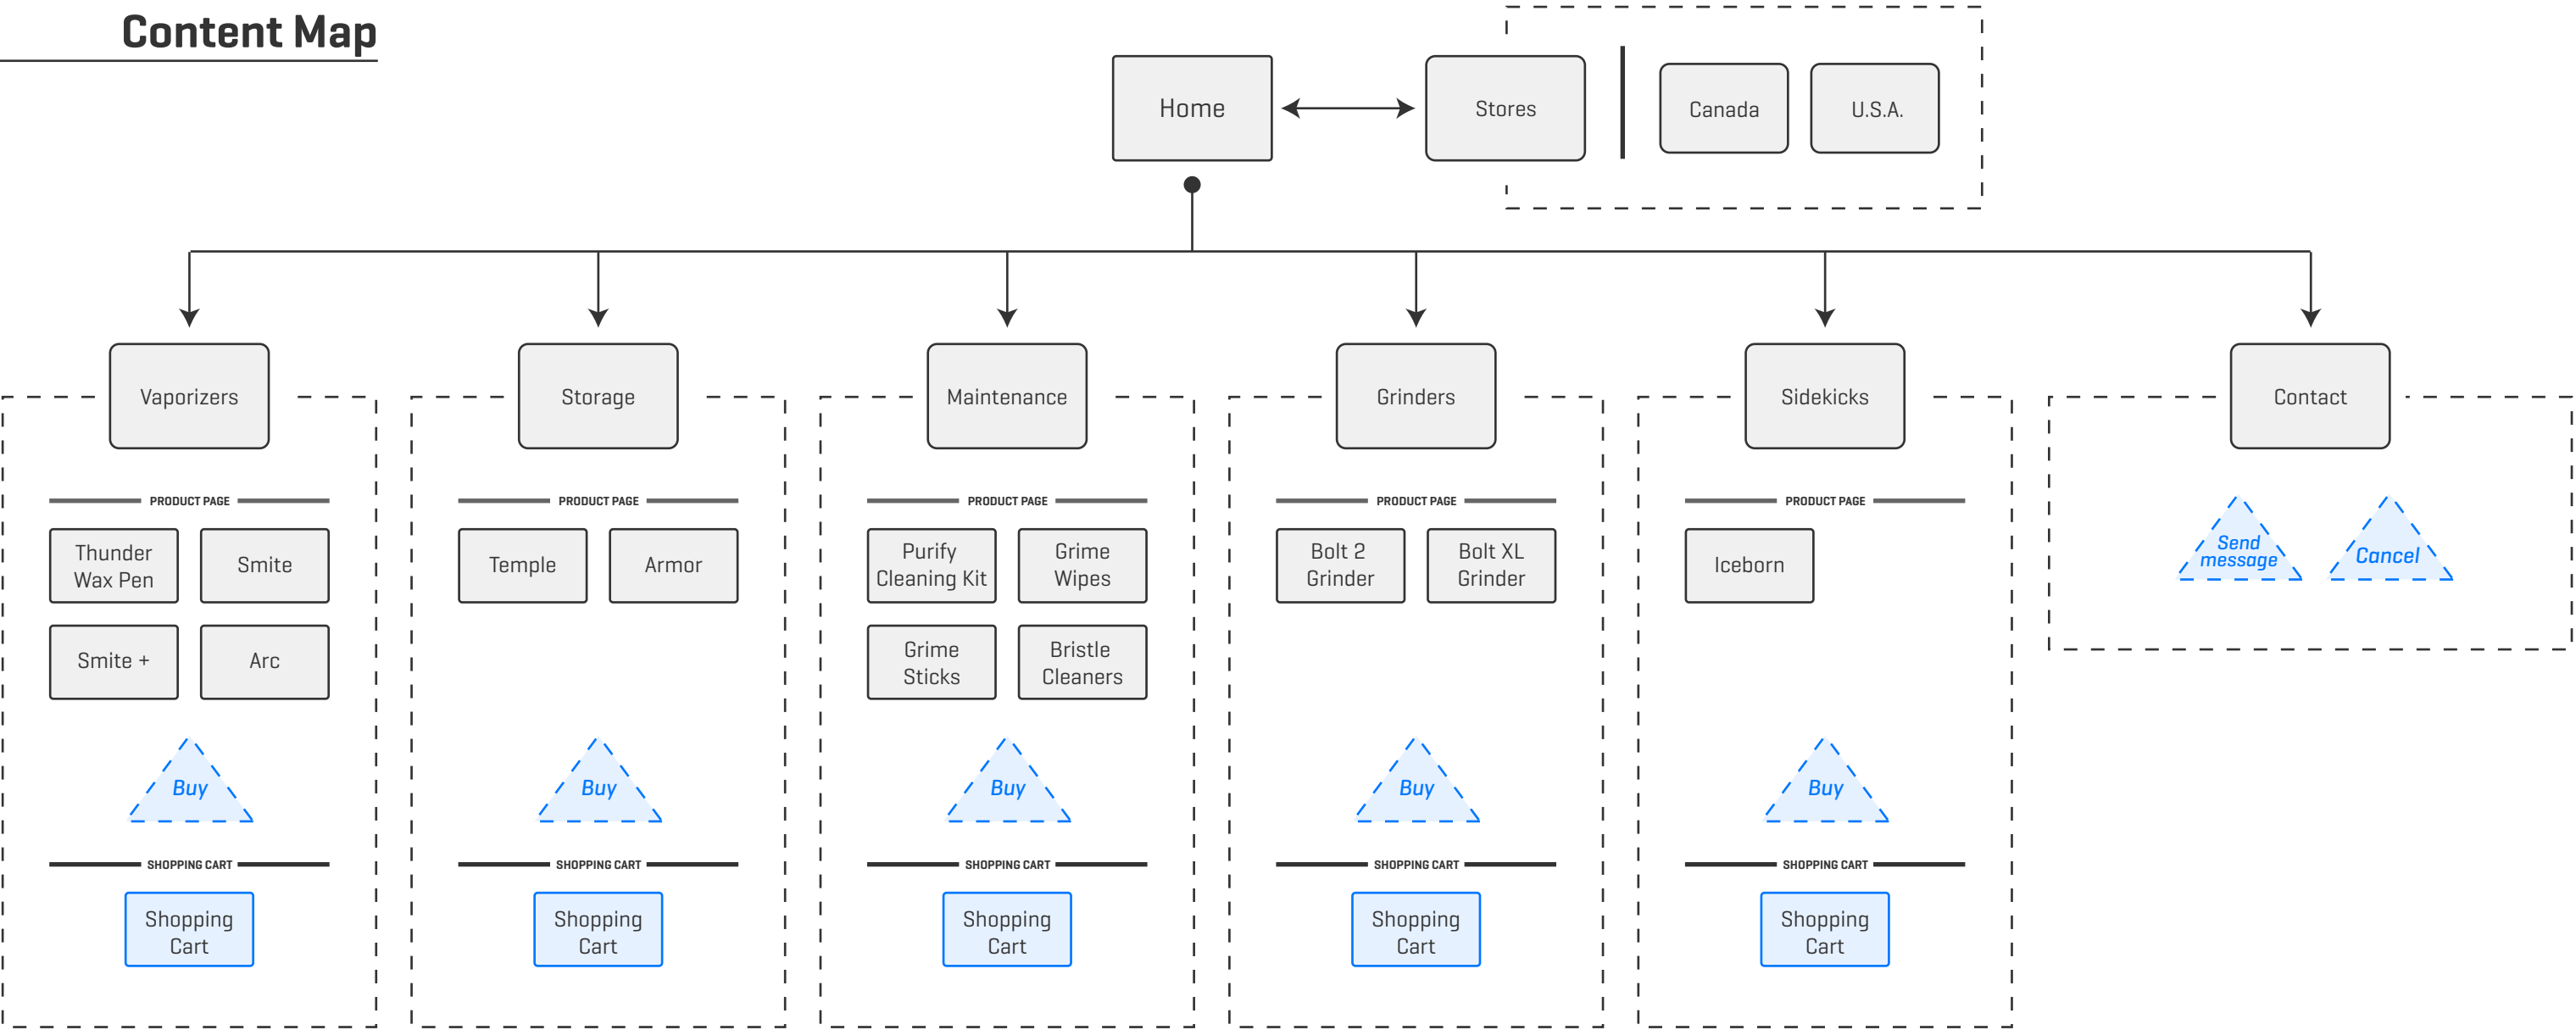 Content Map
Home
Stores
Canada
U.S.A.
Vaporizers
Storage
Maintenance
Grinders
Sidekicks
Contact
PRODUCT PAGE
Thunder
Wax Pen
Smite
Smite +
Arc
Buy
SHOPPING CART
Shopping
Cart
PRODUCT PAGE
Temple
Armor
Buy
SHOPPING CART
Shopping
Cart
PRODUCT PAGE
Purify
Cleaning Kit
Grime
Wipes
Grime
Sticks
Bristle
Cleaners
Buy
SHOPPING CART
Shopping
Cart
PRODUCT PAGE
Bolt 2
Grinder
Bolt XL
Grinder
Buy
SHOPPING CART
Shopping
Cart
PRODUCT PAGE
Iceborn
Buy
SHOPPING CART
Shopping
Cart
Send
message
Cancel